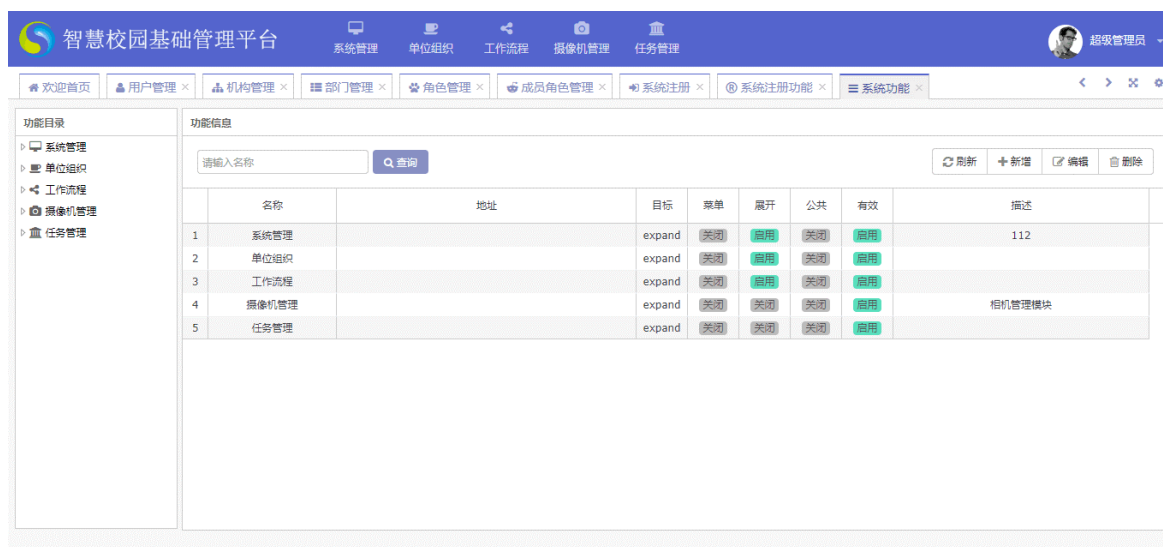 智慧校园基础管理平台
系统管理 单位组织 工作流程 摄像机管理 任务管理
超级管理员
欢迎首页 用户管理 × 机构管理 × 部门管理 × 角色管理 × 成员角色管理 × 系统注册 × 系统注册功能 × 系统功能 ×
功能目录
系统管理
单位组织
工作流程
摄像机管理
任务管理
功能信息
请输入名称 查询 刷新 新增 编辑 删除
名称 地址 目标 菜单 展开 公共 有效 描述
1 系统管理 expand 关闭 启用 关闭 启用 112
2 单位组织 expand 关闭 启用 关闭 启用
3 工作流程 expand 关闭 启用 关闭 启用
4 摄像机管理 expand 关闭 关闭 关闭 启用 相机管理模块
5 任务管理 expand 关闭 关闭 关闭 启用